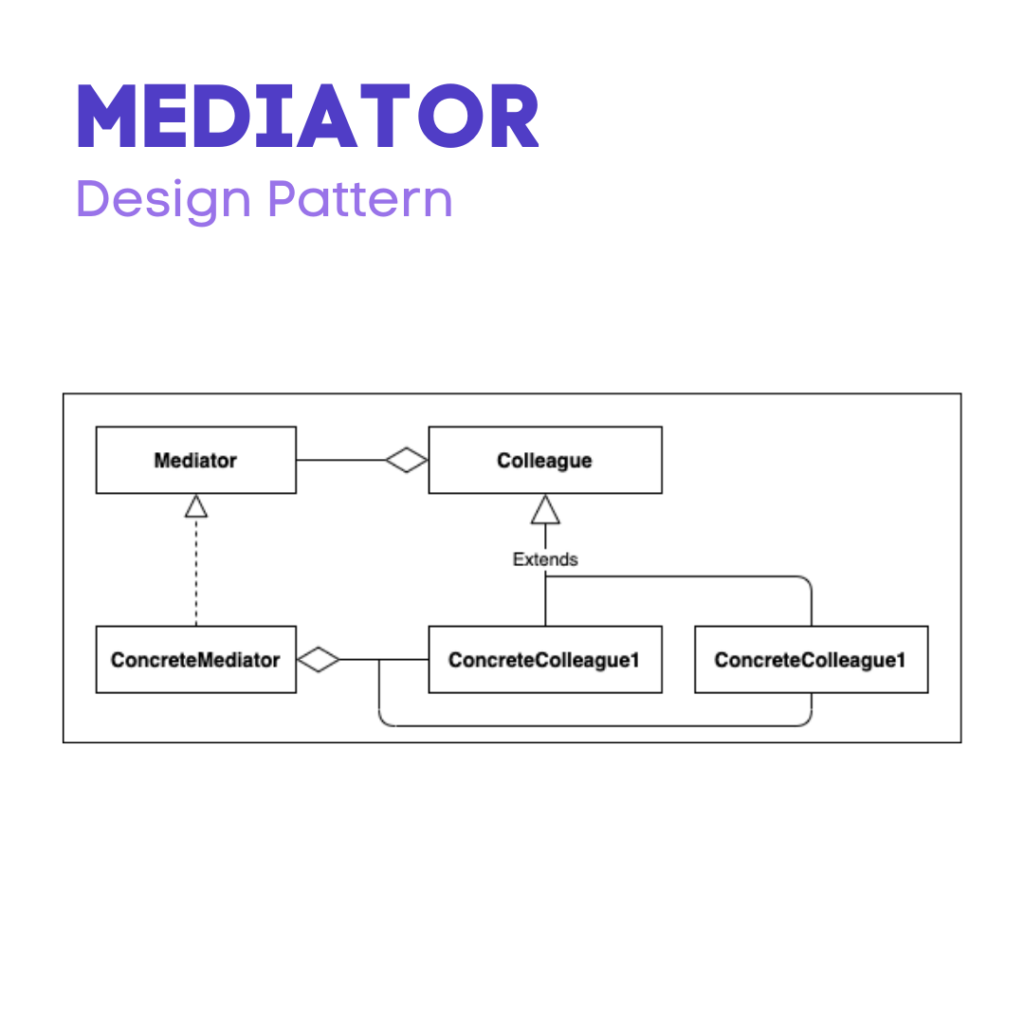 MEDIATOR
Design Pattern
Mediator
Colleague
Extends
ConcreteMediator
ConcreteColleague1
ConcreteColleague1